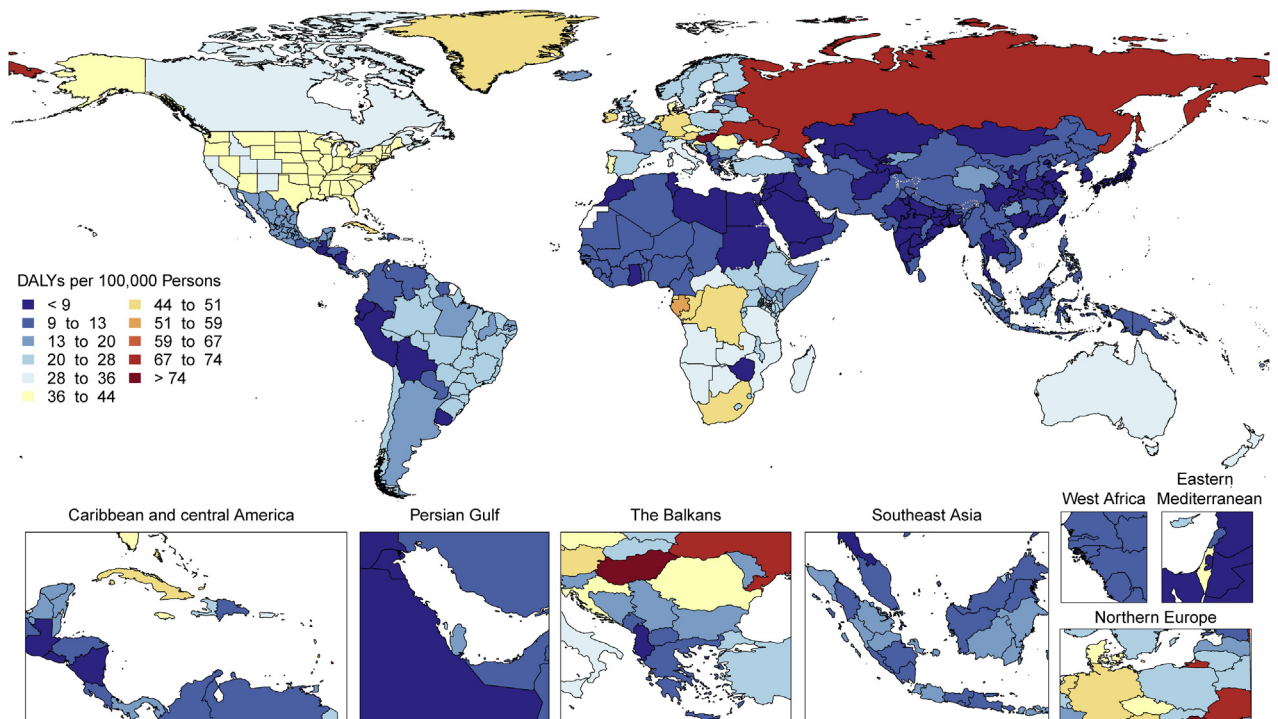 DALYs per 100,000 Persons
< 9
9 to 13
13 to 20
20 to 28
28 to 36
36 to 44
44 to 51
51 to 59
59 to 67
67 to 74
> 74
Caribbean and central America
Persian Gulf
The Balkans
Southeast Asia
West Africa
Eastern
Mediterranean
Northern Europe